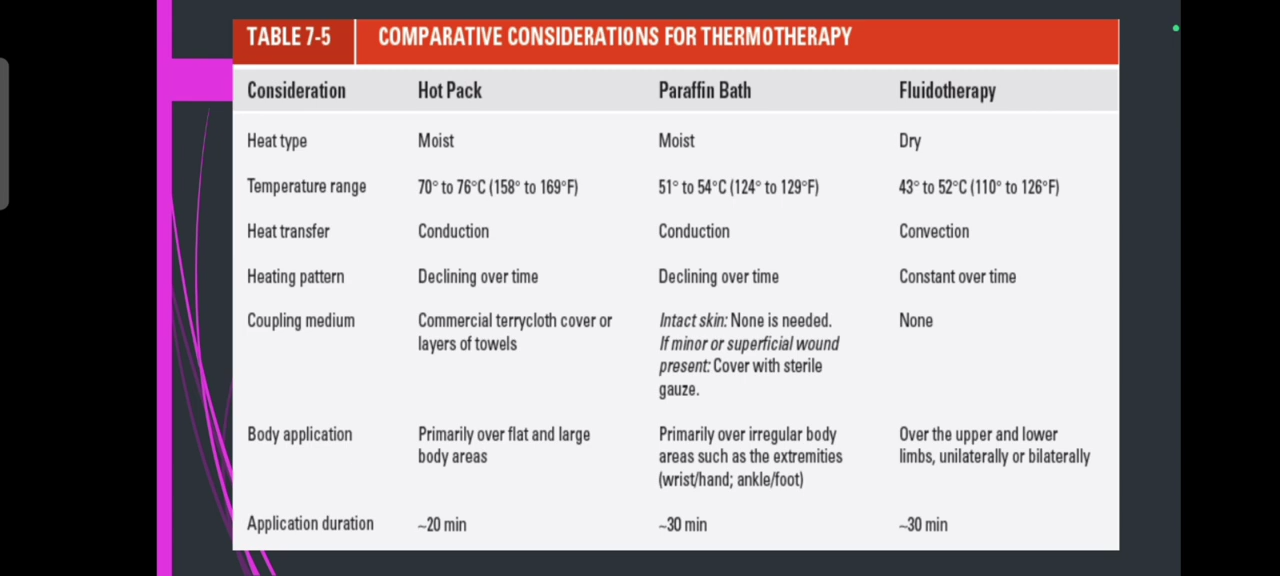 TABLE 7-5 COMPARATIVE CONSIDERATIONS FOR THERMOTHERAPY
Consideration Hot Pack Paraffin Bath Fluidotherapy
Heat type Moist Moist Dry
Temperature range 70° to 76°C (158° to 169°F) 51° to 54°C (124° to 129°F) 43° to 52°C (110° to 126°F)
Heat transfer Conduction Conduction Convection
Heating pattern Declining over time Declining over time Constant over time
Coupling medium Commercial terrycloth cover or Intact skin: None is needed. None
layers of towels If minor or superficial wound
present: Cover with sterile
gauze.
Body application Primarily over flat and large Primarily over irregular body Over the upper and lower
body areas areas such as the extremities limbs, unilaterally or bilaterally
(wrist/hand; ankle/foot)
Application duration ~20 min ~30 min ~30 min